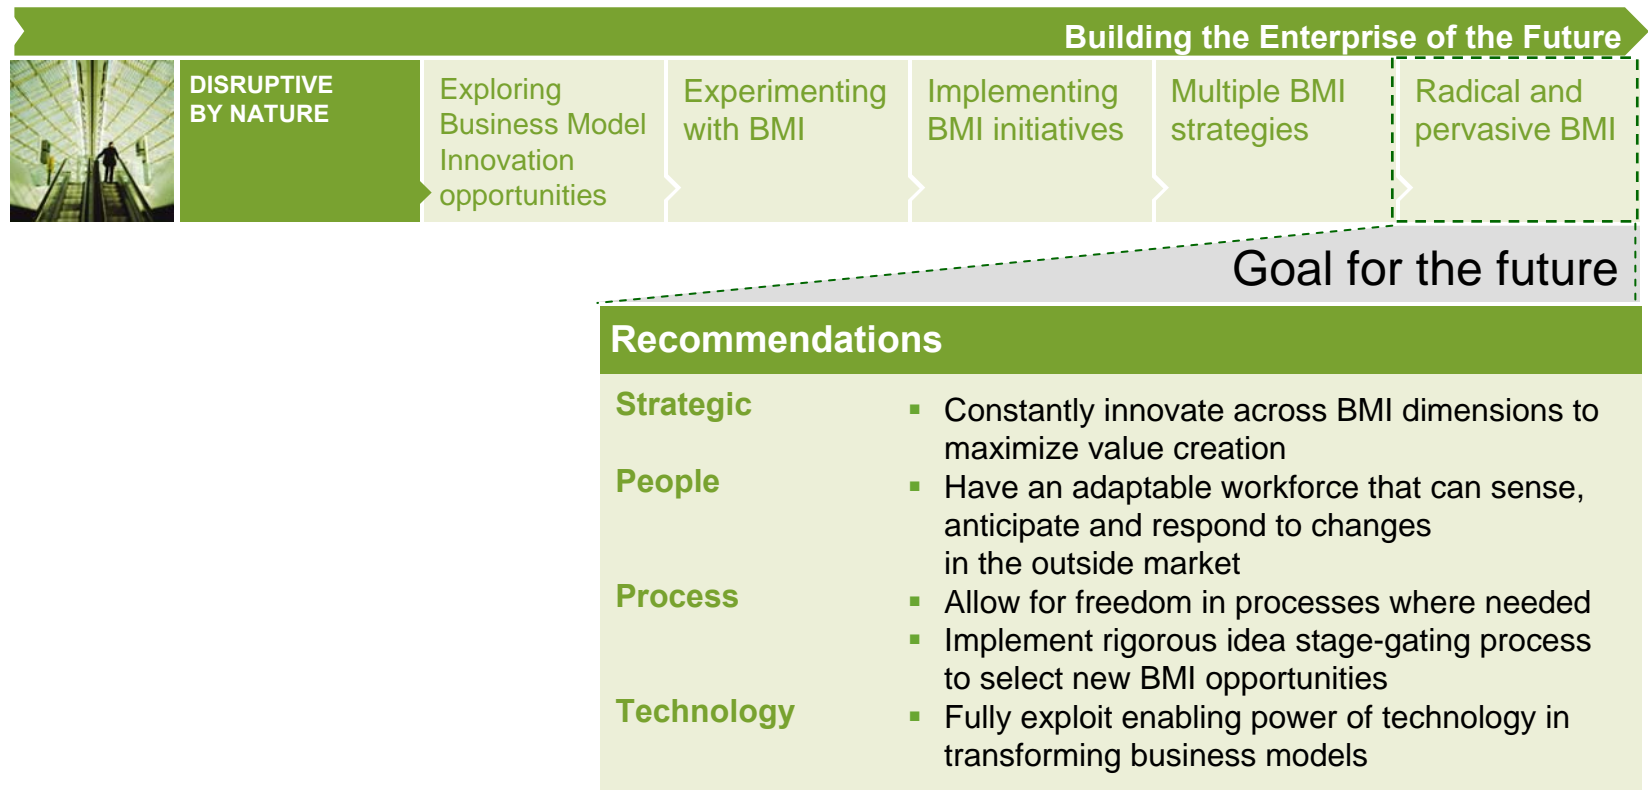 Building the Enterprise of the Future
DISRUPTIVE
BY NATURE
Exploring
Business Model
Innovation
opportunities
Experimenting
with BMI
Implementing
BMI initiatives
Multiple BMI
strategies
Radical and
pervasive BMI
Goal for the future
Recommendations
Strategic
▪ Constantly innovate across BMI dimensions to
maximize value creation
People
▪ Have an adaptable workforce that can sense,
anticipate and respond to changes
in the outside market
Process
▪ Allow for freedom in processes where needed
▪ Implement rigorous idea stage-gating process
to select new BMI opportunities
Technology
▪ Fully exploit enabling power of technology in
transforming business models